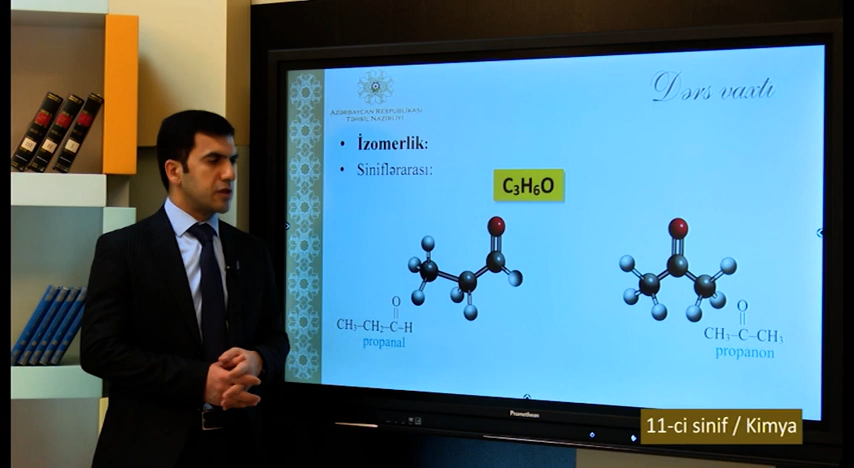 Dərs vaxtı
AZƏRBAYCAN RESPUBLİKASI
TƏHSİL NAZİRLİYİ
• İzomerlik:
• Siniflərarası:
C₃H₆O
O
CH₃–CH₂–C–H
propanal
O
CH₃–C–CH₃
propanon
Promethean
11-ci sinif / Kimya